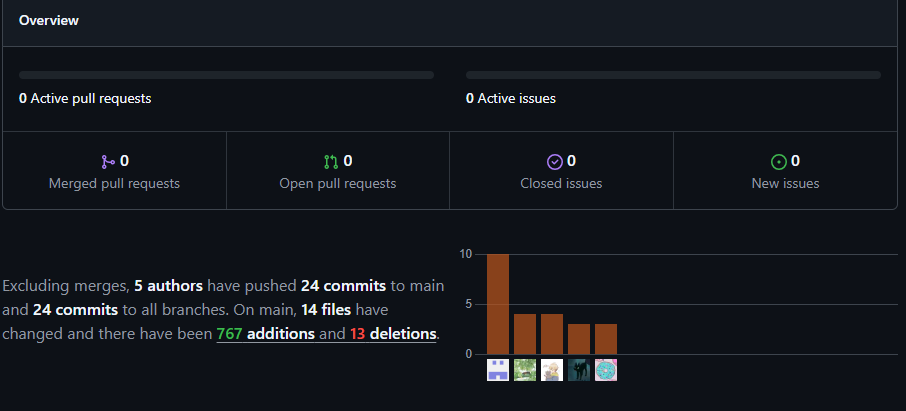 Overview
0 Active pull requests
0 Active issues
0
Merged pull requests
0
Open pull requests
0
Closed issues
0
New issues
Excluding merges, 5 authors have pushed 24 commits to main
and 24 commits to all branches. On main, 14 files have
changed and there have been 767 additions and 13 deletions.
10
5
0